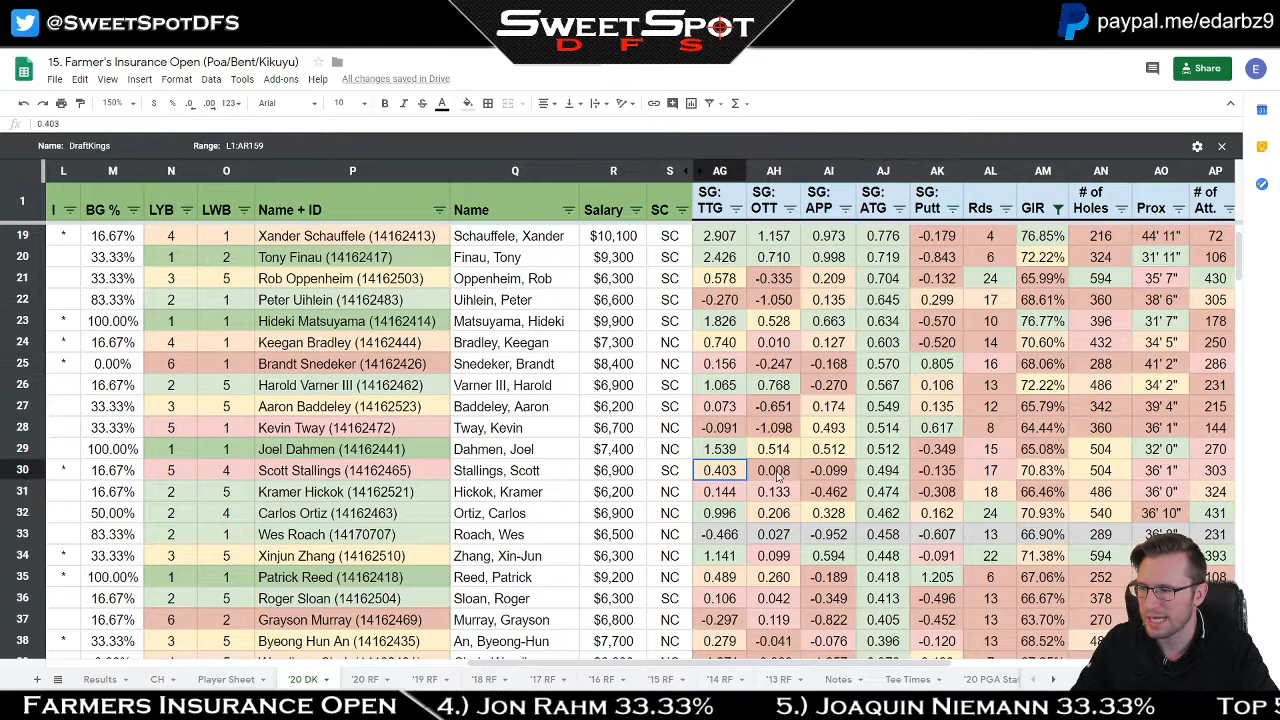 @SweetSpotDFS
SweetSpot
DFS
paypal.me/edarbz9
15. Farmer's Insurance Open (Poa/Bent/Kikuyu)
File Edit View Insert Format Data Tools Add-ons Help All changes saved in Drive
Share
E
150% $ % .0 .00 123 Arial 10 B I S A
fx 0.403
Name: DraftKings Range: L1:AR159
L M N O P Q R S AG AH AI AJ AK AL AM AN AO AP
1 I BG % LYB LWB Name + ID Name Salary SC SG: TTG SG: OTT SG: APP SG: ATG SG: Putt Rds GIR # of Holes Prox # of Att.
19 * 16.67% 4 1 Xander Schauffele (14162413) Schauffele, Xander $10,100 SC 2.907 1.157 0.973 0.776 -0.179 4 76.85% 216 44' 11" 72
20 33.33% 1 2 Tony Finau (14162417) Finau, Tony $9,300 SC 2.426 0.710 0.998 0.719 -0.843 6 72.22% 324 31' 11" 106
21 33.33% 3 5 Rob Oppenheim (14162503) Oppenheim, Rob $6,300 SC 0.578 -0.335 0.209 0.704 -0.132 24 65.99% 594 35' 7" 430
22 83.33% 2 1 Peter Uihlein (14162483) Uihlein, Peter $6,600 SC -0.270 -1.050 0.135 0.645 0.299 17 68.61% 360 38' 6" 305
23 * 100.00% 1 1 Hideki Matsuyama (14162414) Matsuyama, Hideki $9,900 SC 1.826 0.528 0.663 0.634 -0.570 10 76.77% 396 31' 7" 178
24 * 16.67% 4 1 Keegan Bradley (14162444) Bradley, Keegan $7,300 NC 0.740 0.010 0.127 0.603 -0.520 14 70.60% 432 34' 5" 250
25 * 0.00% 6 1 Brandt Snedeker (14162426) Snedeker, Brandt $8,400 NC 0.156 -0.247 -0.168 0.570 0.805 16 68.06% 288 41' 2" 286
26 16.67% 2 5 Harold Varner III (14162462) Varner III, Harold $6,900 SC 1.065 0.768 -0.270 0.567 0.106 13 72.22% 486 34' 2" 231
27 33.33% 3 5 Aaron Baddeley (14162523) Baddeley, Aaron $6,200 NC 0.073 -0.651 0.174 0.549 0.135 12 65.79% 342 39' 4" 215
28 33.33% 5 1 Kevin Tway (14162472) Tway, Kevin $6,700 NC -0.091 -1.098 0.493 0.514 0.617 8 64.44% 360 36' 1" 144
29 100.00% 1 1 Joel Dahmen (14162441) Dahmen, Joel $7,400 NC 1.539 0.514 0.512 0.512 0.000 15 65.08% 504 32' 0" 270
30 * 16.67% 5 4 Scott Stallings (14162465) Stallings, Scott $6,900 SC 0.403 0.008 -0.099 0.494 -0.135 17 70.83% 504 36' 1" 303
31 16.67% 2 5 Kramer Hickok (14162521) Hickok, Kramer $6,200 NC 0.144 0.133 -0.462 0.474 -0.308 18 66.46% 486 36' 0" 324
32 50.00% 2 4 Carlos Ortiz (14162463) Ortiz, Carlos $6,900 NC 0.996 0.206 0.328 0.462 0.162 24 70.93% 540 36' 10" 431
33 83.33% 2 5 Wes Roach (14170707) Roach, Wes $6,500 NC -0.466 0.027 -0.952 0.458 -0.607 13 66.90% 289
34 * 33.33% 3 5 Xinjun Zhang (14162510) Zhang, Xin-Jun $6,300 NC 1.141 0.099 0.594 0.448 -0.091 22 71.38% 594 393
35 * 100.00% 1 1 Patrick Reed (14162418) Reed, Patrick $9,200 NC 0.489 0.260 -0.189 0.418 1.205 6 67.06% 252 108
36 16.67% 2 5 Roger Sloan (14162504) Sloan, Roger $6,300 SC 0.106 0.042 -0.349 0.413 -0.496 13 66.67% 378
37 16.67% 6 2 Grayson Murray (14162469) Murray, Grayson $6,800 NC -0.297 0.119 -0.822 0.405 -0.452 13 63.70% 270
38 * 33.33% 3 5 Byeong Hun An (14162435) An, Byeong-Hun $7,700 NC 0.279 -0.041 -0.076 0.396 -0.120 13 68.52%
Results CH Player Sheet '20 DK '20 RF '19 RF '18 RF '17 RF '16 RF '15 RF '14 RF '13 RF Notes Tee Times '20 PGA Stat
Farmers Insurance Open 4.) Jon Rahm 33.33% 5.) Joaquin Niemann 33.33% Top 5